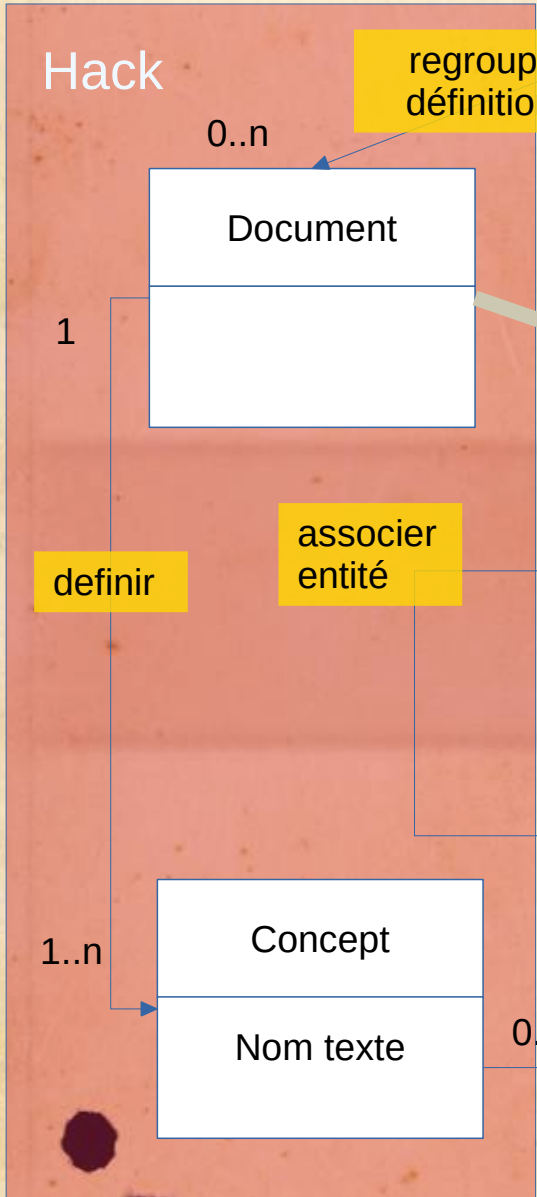 Hack
regroup
définitio
0..n
Document
1
associer
entité
definir
Concept
1..n
Nom texte
0.